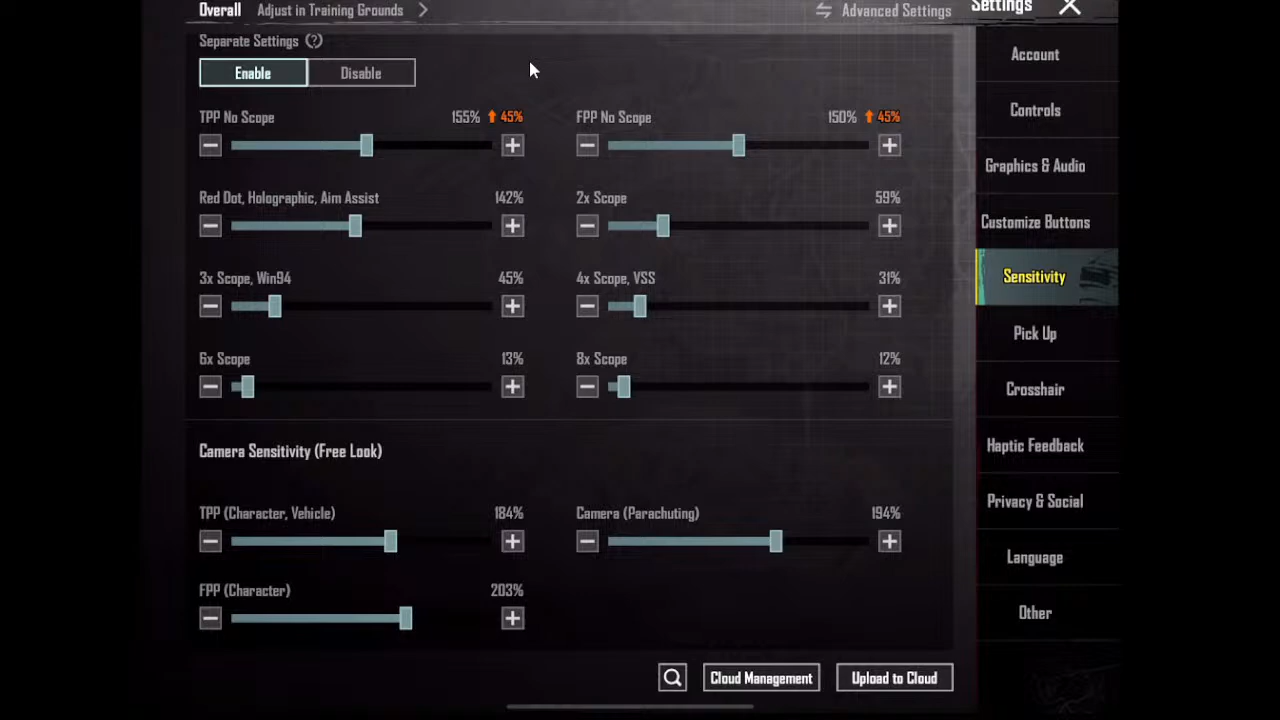 Overall
Adjust in Training Grounds
Advanced Settings
Settings
Separate Settings (?)
Enable
Disable
TPP No Scope
155%
45%
FPP No Scope
150%
45%
Red Dot, Holographic, Aim Assist
142%
2x Scope
59%
3x Scope, Win94
45%
4x Scope, VSS
31%
6x Scope
13%
8x Scope
12%
Camera Sensitivity (Free Look)
TPP (Character, Vehicle)
184%
Camera (Parachuting)
194%
FPP (Character)
203%
Cloud Management
Upload to Cloud
Account
Controls
Graphics & Audio
Customize Buttons
Sensitivity
Pick Up
Crosshair
Haptic Feedback
Privacy & Social
Language
Other